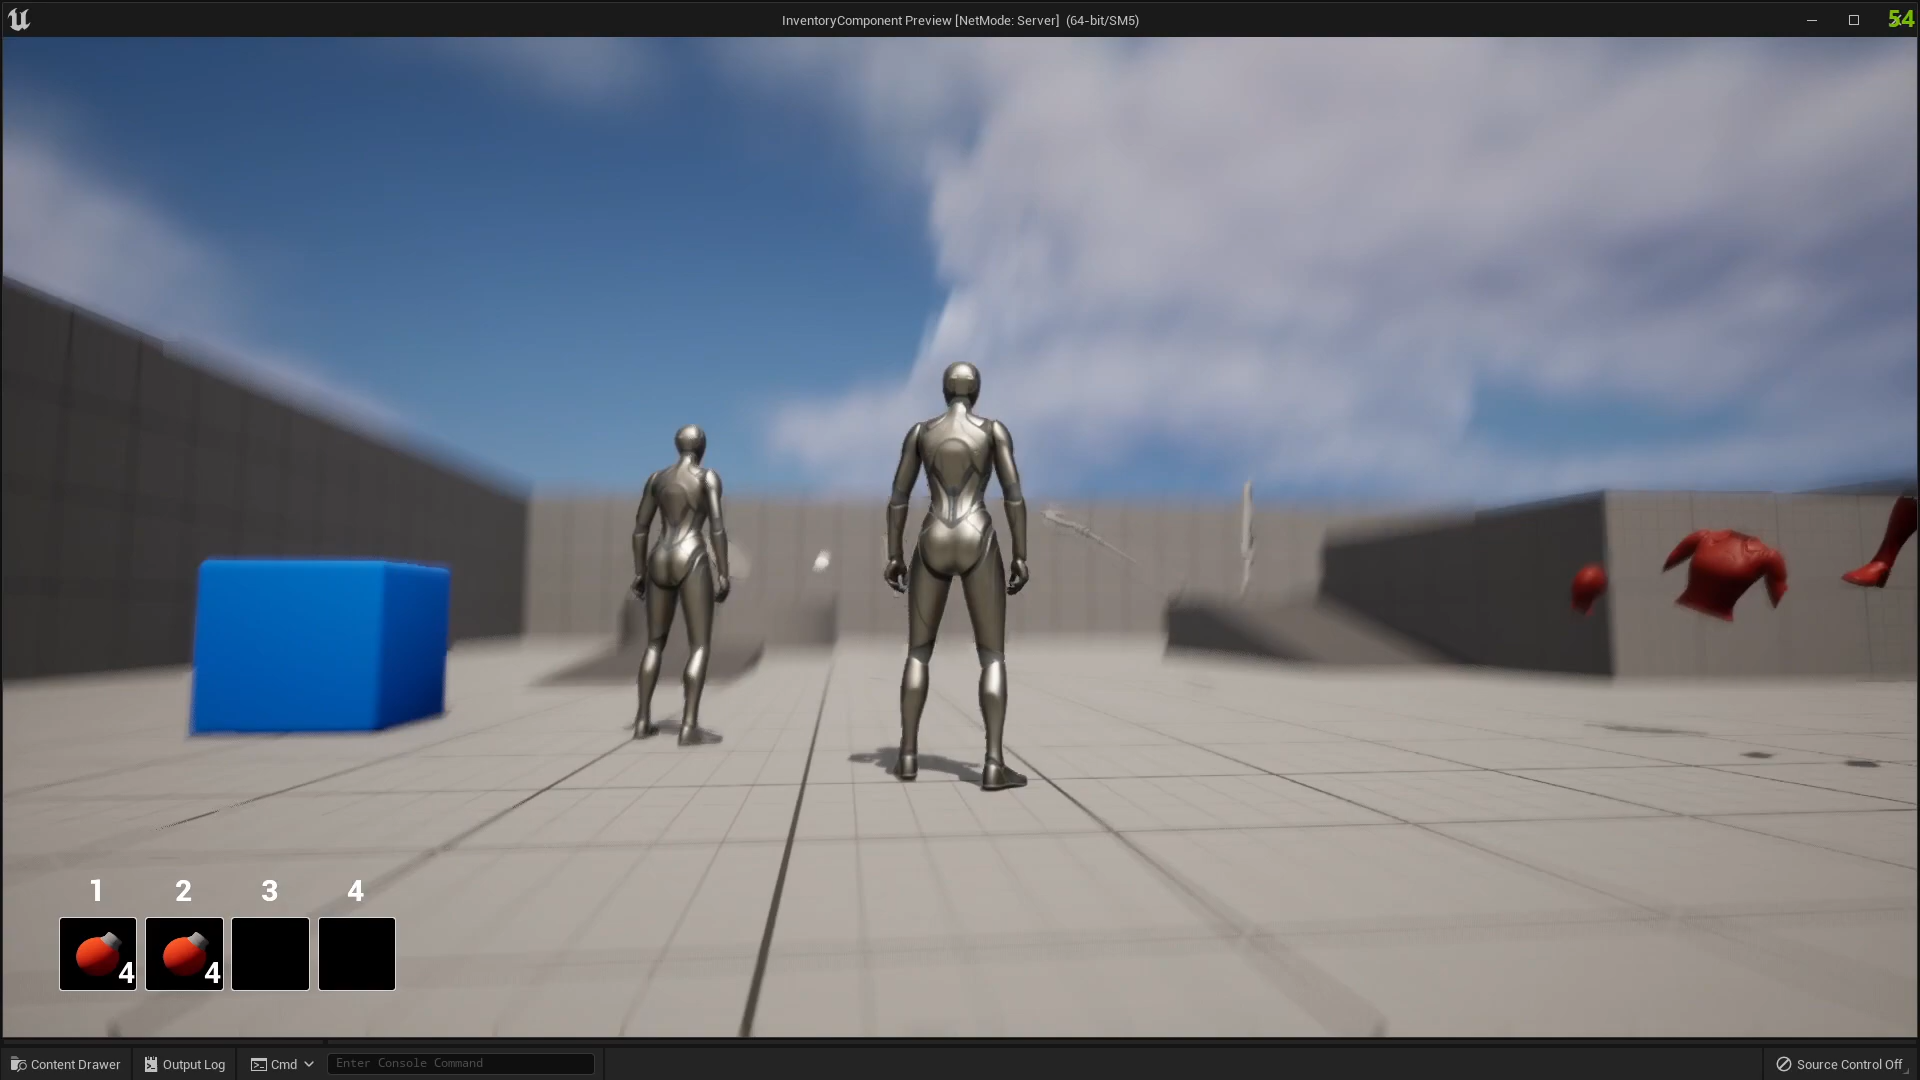 InventoryComponent Preview [NetMode: Server] (64-bit/SM5)
54
1 2 3 4
4 4
Content Drawer
Output Log
Cmd
Enter Console Command
Source Control Off